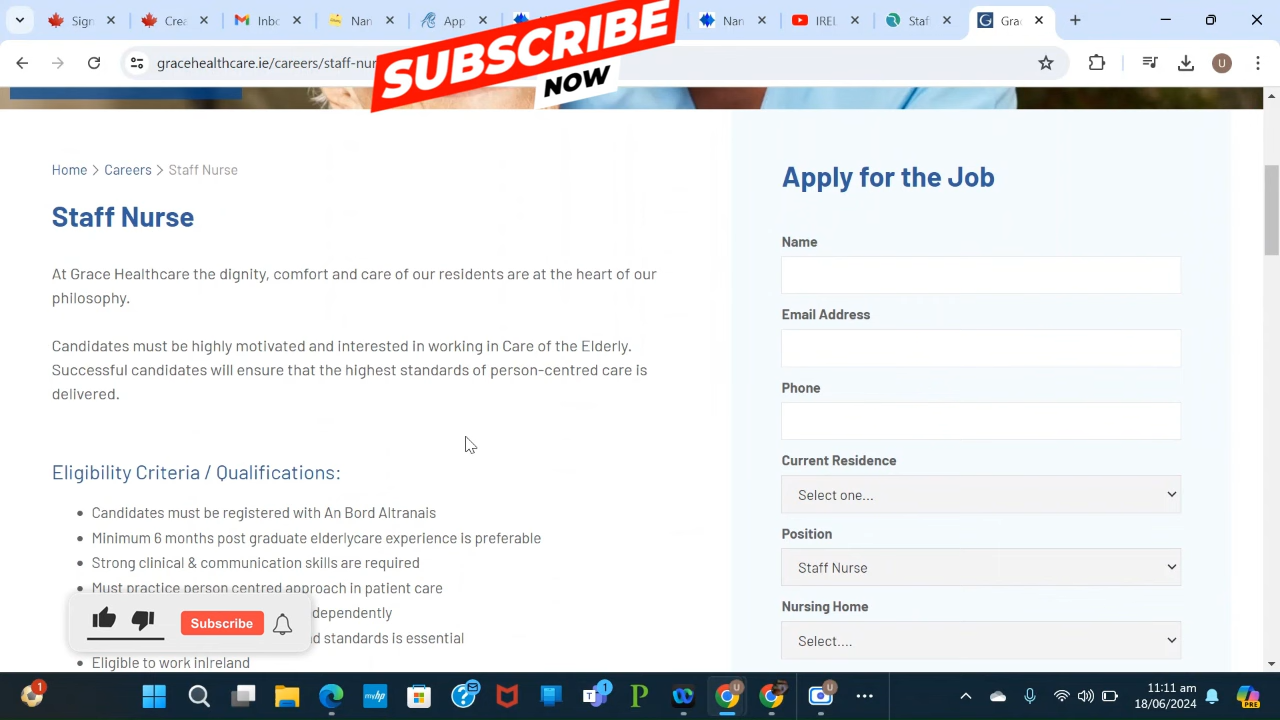 Sign
Crea
Inbo
Nan
App
N
Nan
IREL
Staf
Gra
gracehealthcare.ie/careers/staff-nur
U
SUBSCRIBE
NOW
Home > Careers > Staff Nurse
Staff Nurse
At Grace Healthcare the dignity, comfort and care of our residents are at the heart of our
philosophy.
Candidates must be highly motivated and interested in working in Care of the Elderly.
Successful candidates will ensure that the highest standards of person-centred care is
delivered.
Eligibility Criteria / Qualifications:
• Candidates must be registered with An Bord Altranais
• Minimum 6 months post graduate elderlycare experience is preferable
• Strong clinical & communication skills are required
• Must practice person centred approach in patient care
dependently
d standards is essential
• Eligible to work inIreland
Subscribe
Apply for the Job
Name
Email Address
Phone
Current Residence
Select one...
Position
Staff Nurse
Nursing Home
Select....
1
myhp
1
U
U
11:11 am
18/06/2024
PRE